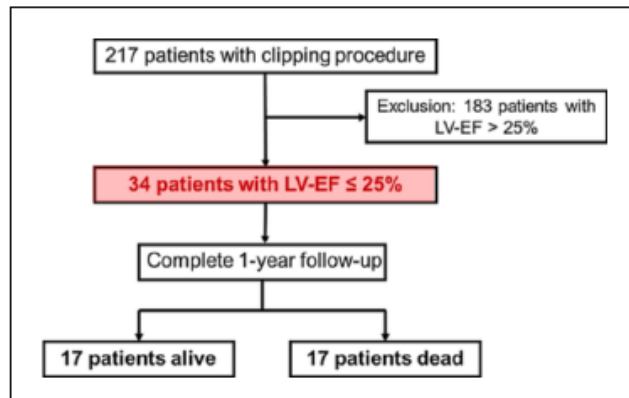 217 patients with clipping procedure
Exclusion: 183 patients with
LV-EF > 25%
34 patients with LV-EF ≤ 25%
Complete 1-year follow-up
17 patients alive
17 patients dead